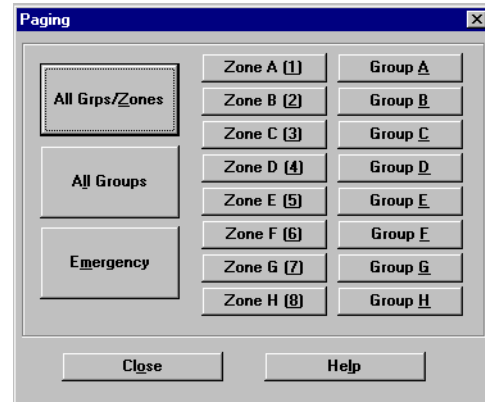 Paging
All Grps/Zones
All Groups
Emergency
Zone A (1)
Zone B (2)
Zone C (3)
Zone D (4)
Zone E (5)
Zone F (6)
Zone G (7)
Zone H (8)
Group A
Group B
Group C
Group D
Group E
Group F
Group G
Group H
Close
Help